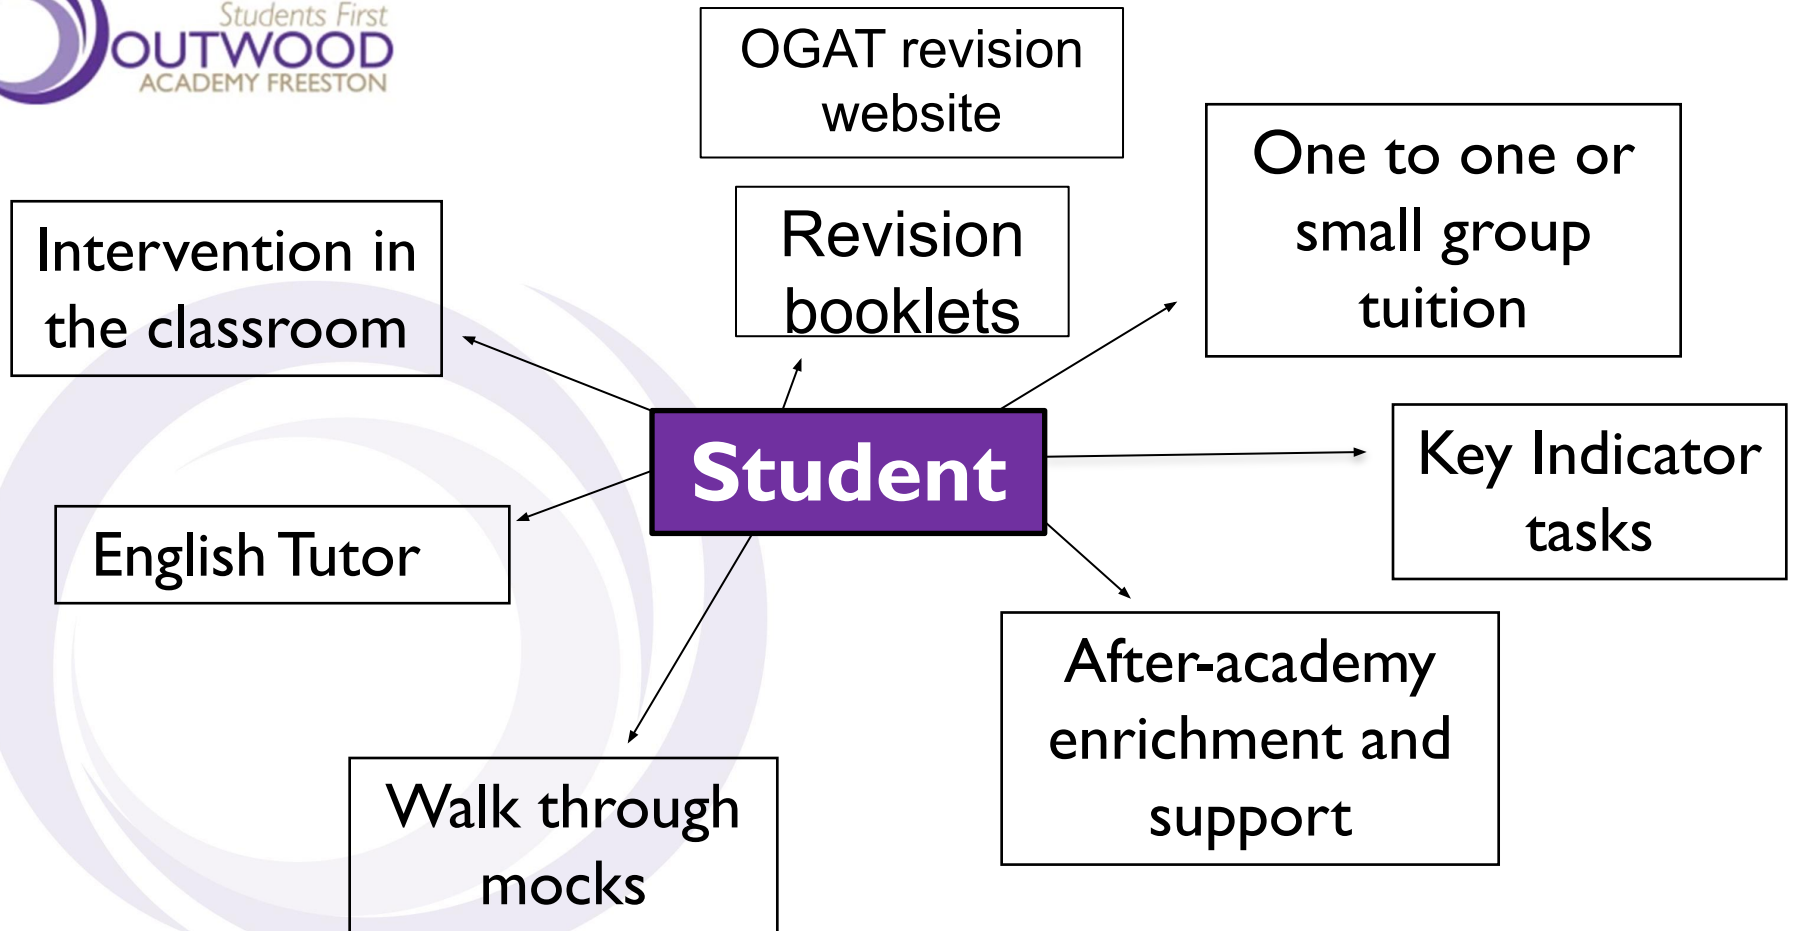 Students First
OUTWOOD
ACADEMY FREESTON
OGAT revision
website
One to one or
small group
tuition
Intervention in
the classroom
Revision
booklets
Student
Key Indicator
tasks
English Tutor
After-academy
enrichment and
support
Walk through
mocks